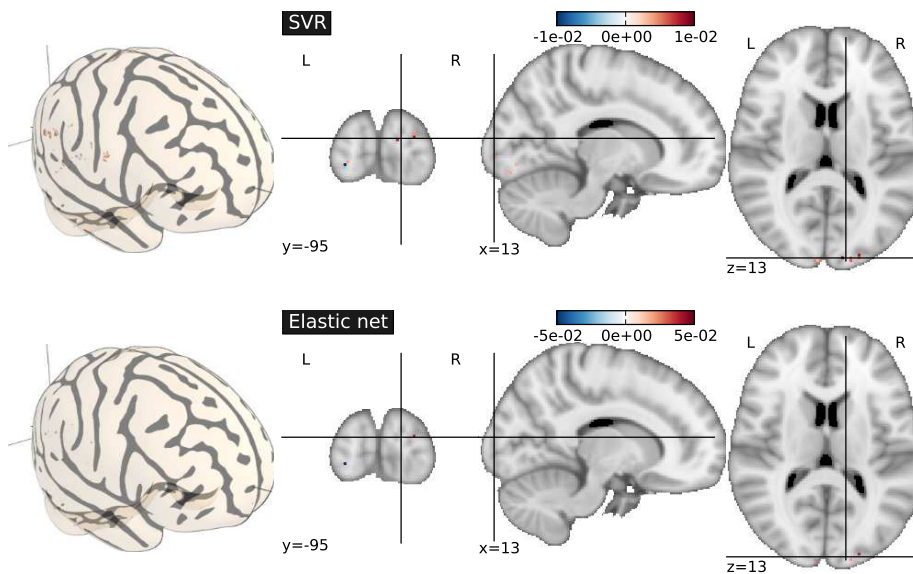 SVR
-1e-02 0e+00 1e-02
L R L R
y=-95 x=13 z=13
Elastic net
-5e-02 0e+00 5e-02
L R L R
y=-95 x=13 z=13